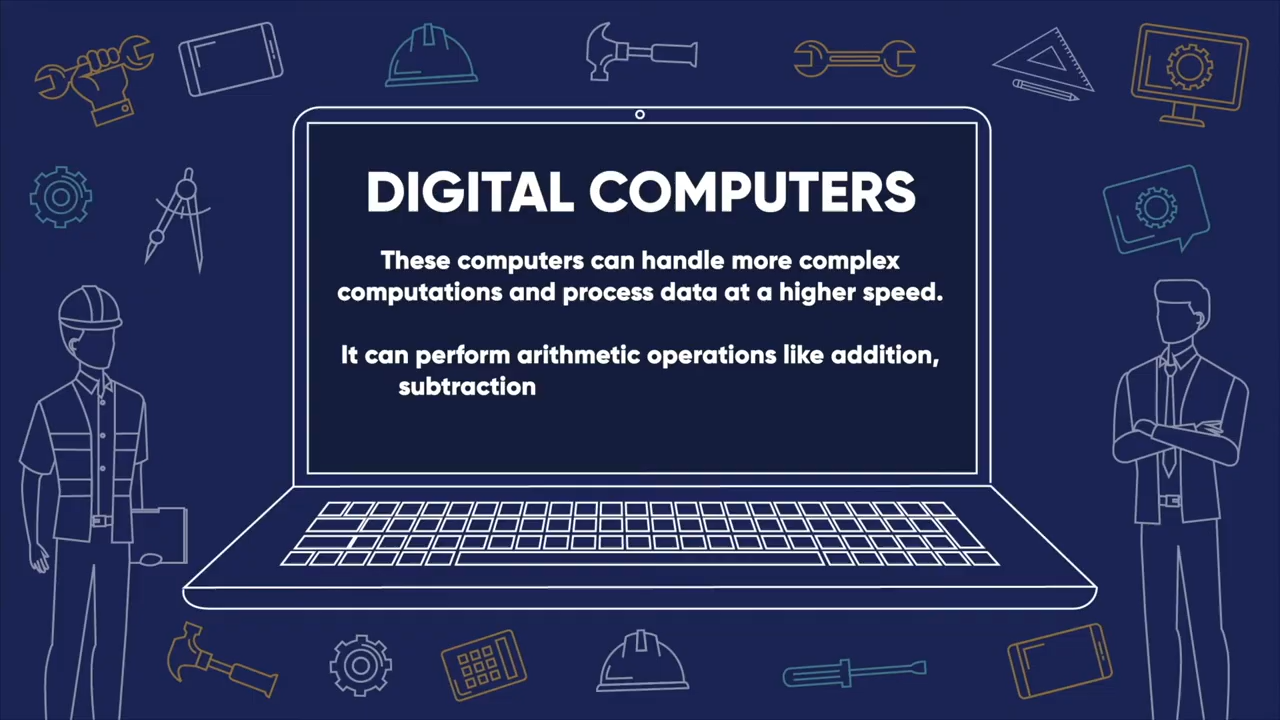 DIGITAL COMPUTERS
These computers can handle more complex
computations and process data at a higher speed.
It can perform arithmetic operations like addition,
subtraction